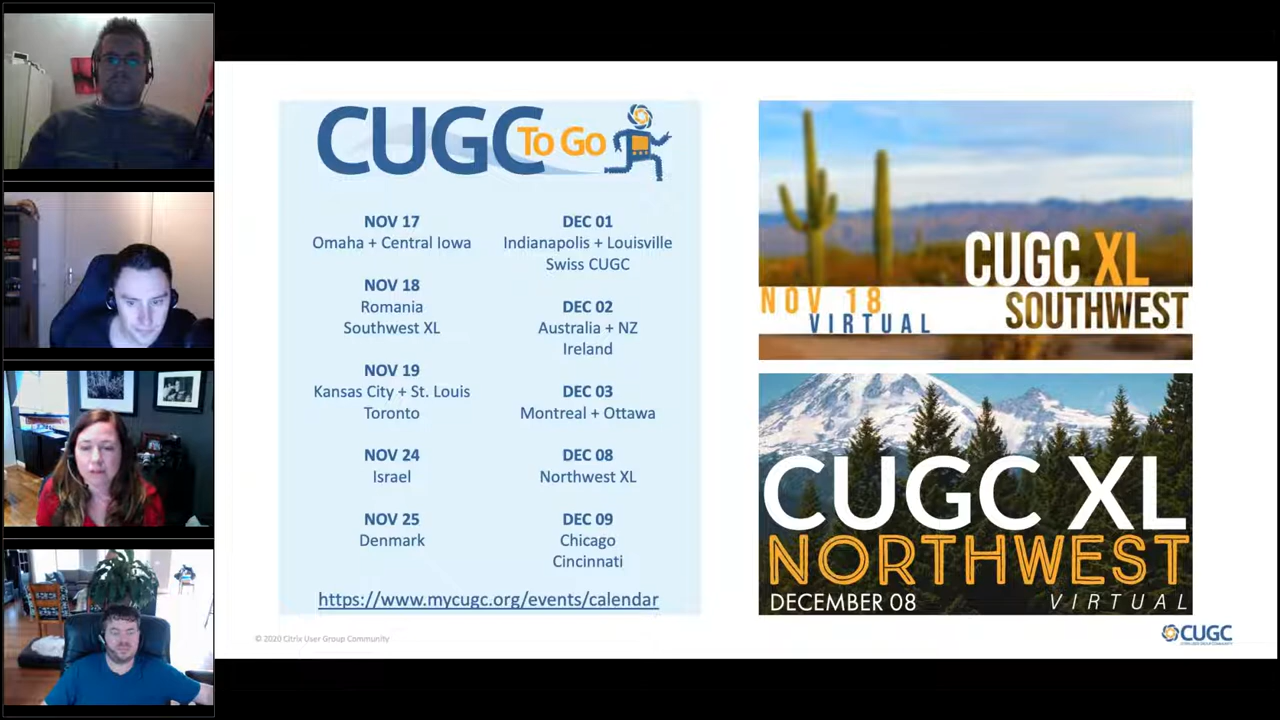 CUGC To Go
NOV 17
Omaha + Central Iowa
NOV 18
Romania
Southwest XL
NOV 19
Kansas City + St. Louis
Toronto
NOV 24
Israel
NOV 25
Denmark
DEC 01
Indianapolis + Louisville
Swiss CUGC
DEC 02
Australia + NZ
Ireland
DEC 03
Montreal + Ottawa
DEC 08
Northwest XL
DEC 09
Chicago
Cincinnati
https://www.mycugc.org/events/calendar
CUGC XL
SOUTHWEST
NOV 18
VIRTUAL
CUGC XL
NORTHWEST
DECEMBER 08
VIRTUAL
© 2020 Citrix User Group Community
CUGC